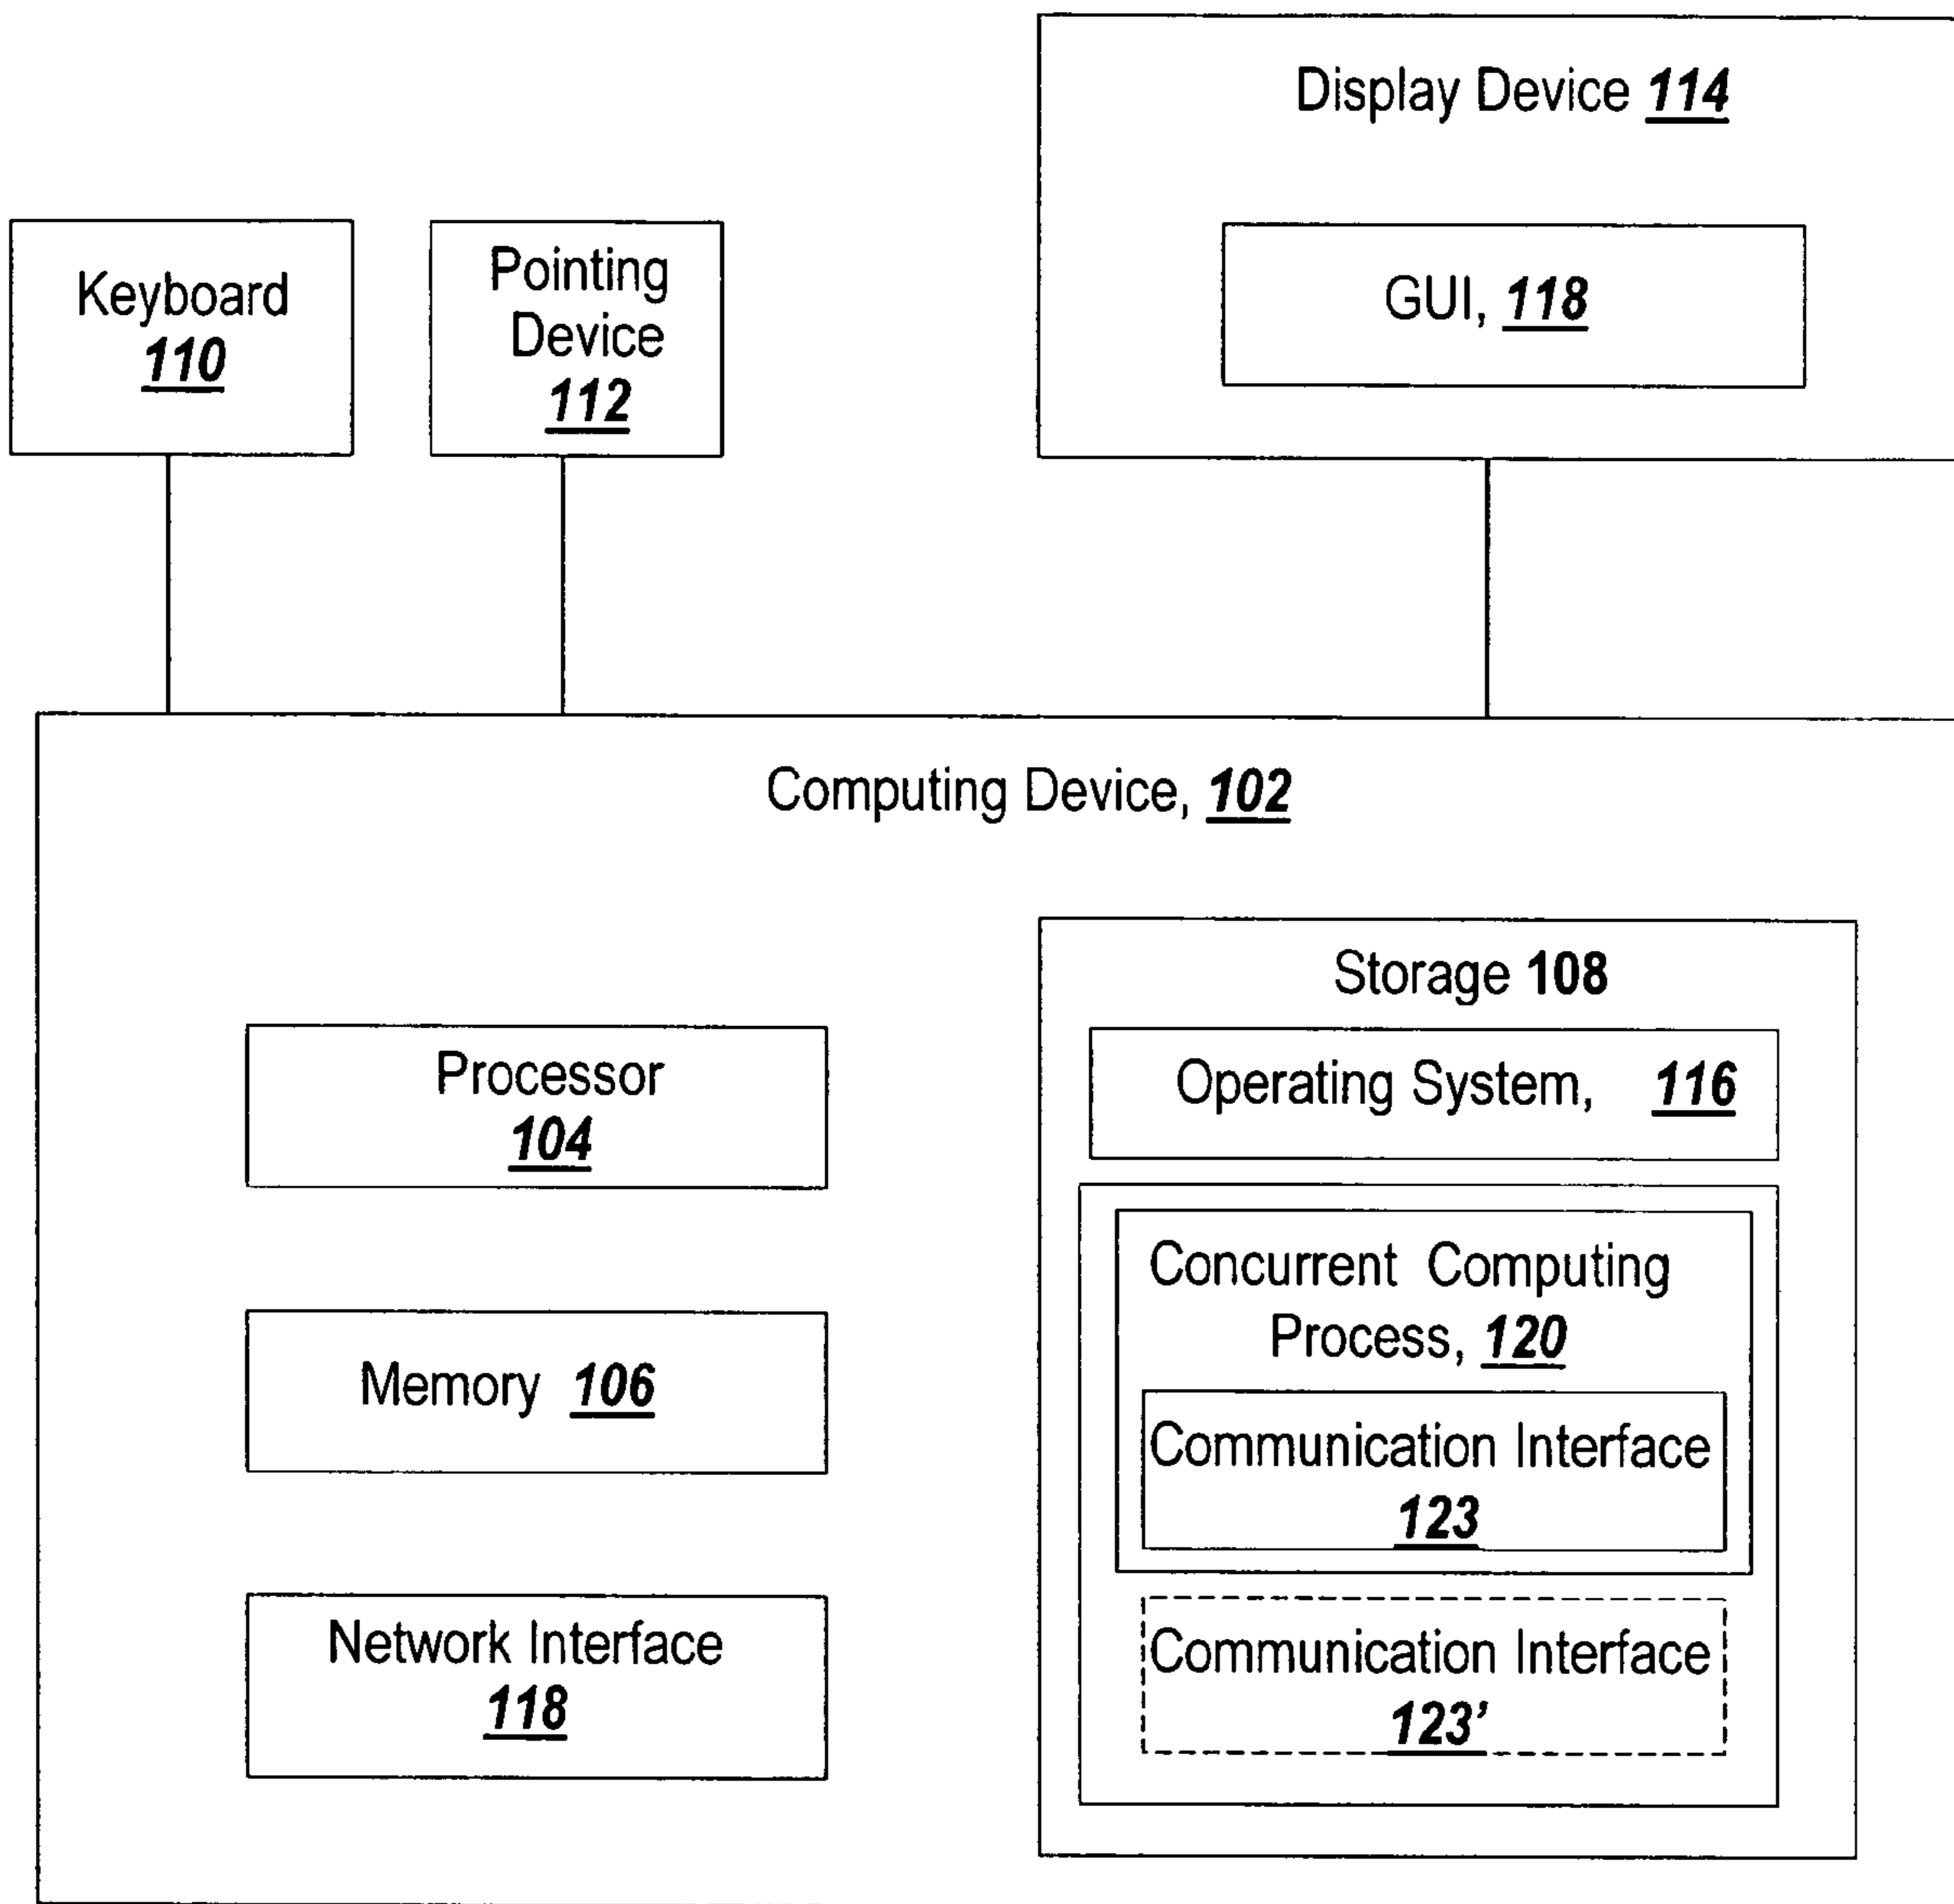 Display Device 114
GUI, 118
Keyboard
110
Pointing
Device
112
Computing Device, 102
Processor
104
Memory 106
Network Interface
118
Storage 108
Operating System, 116
Concurrent Computing
Process, 120
Communication Interface
123
Communication Interface
123’